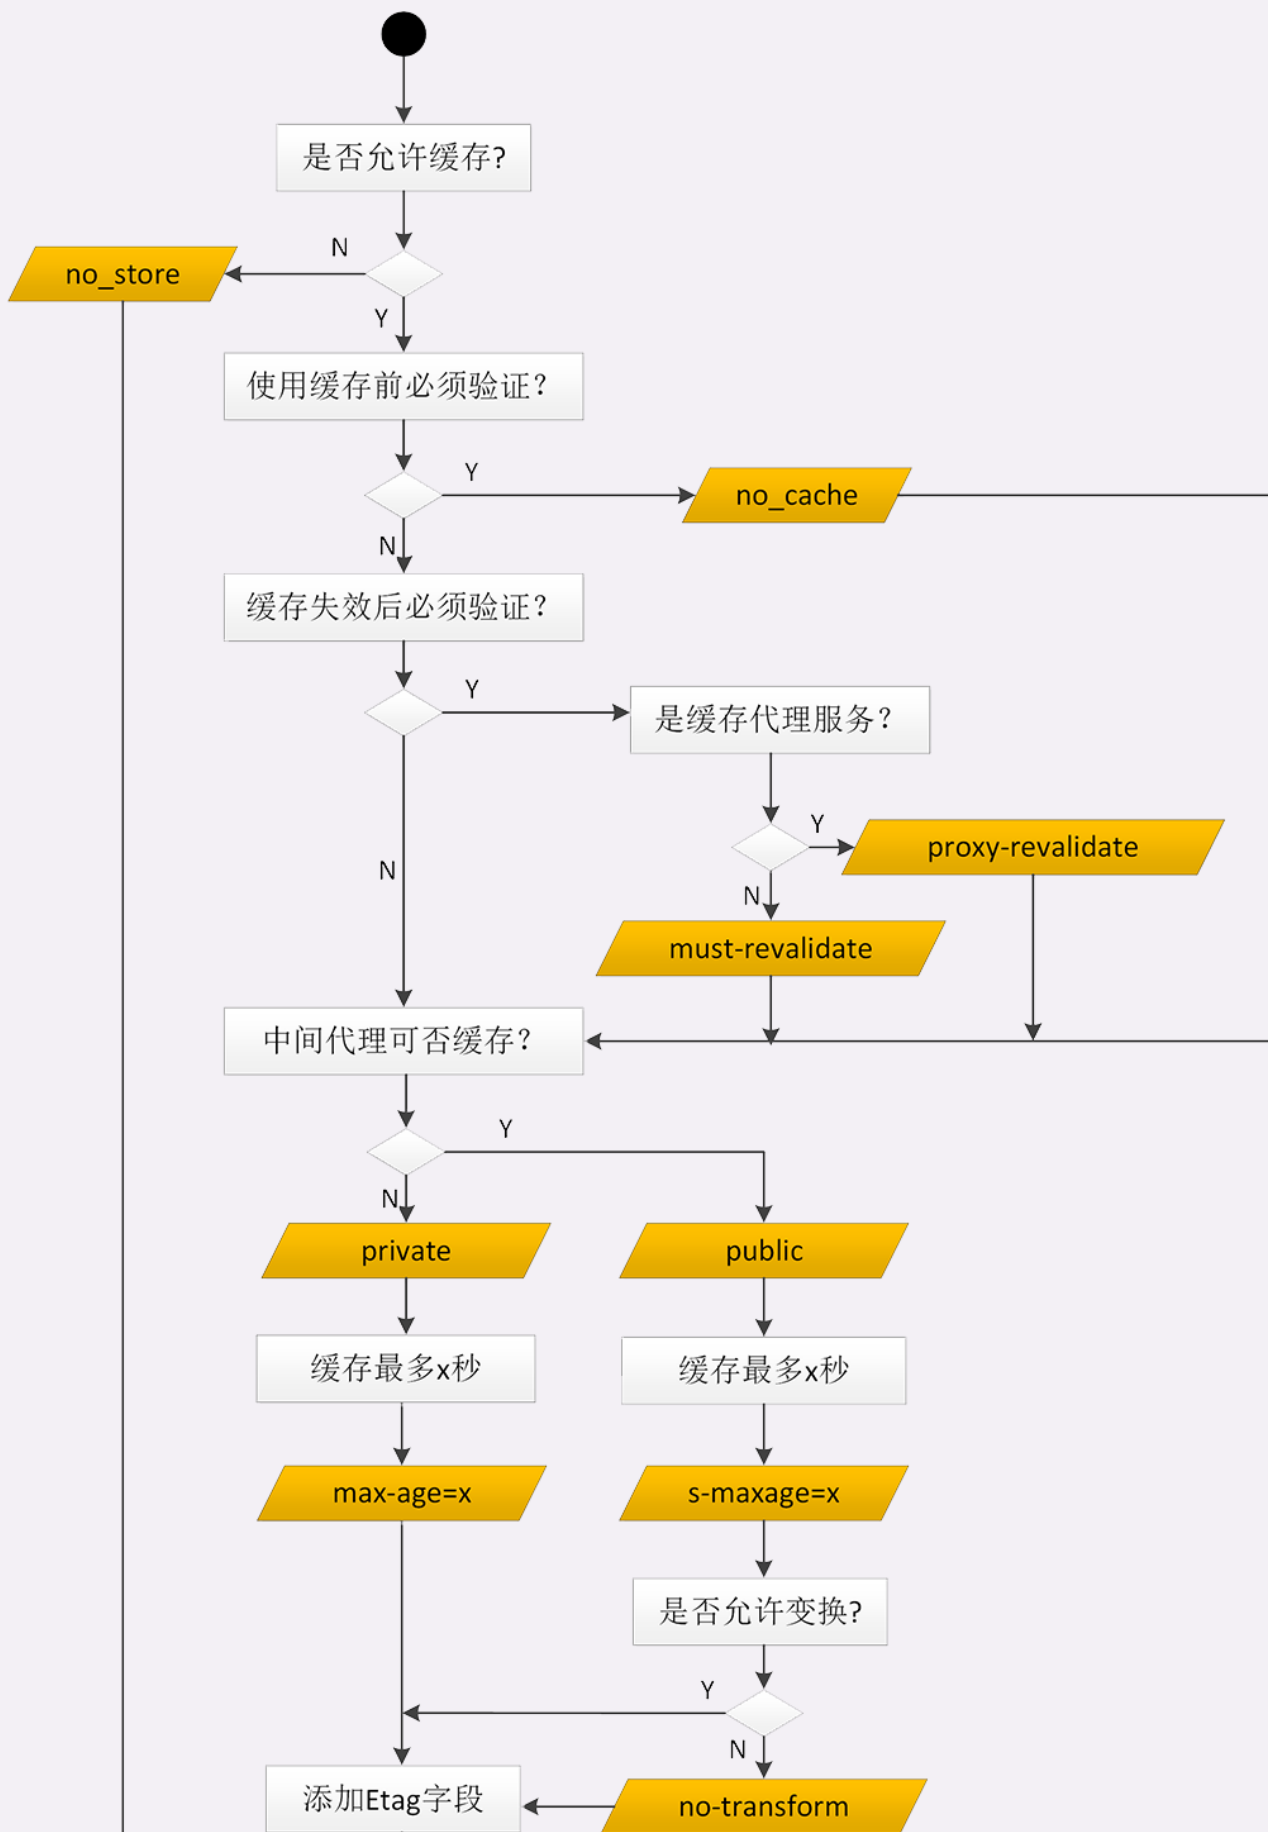 是否允许缓存?
N
no_store
Y
使用缓存前必须验证?
Y
no_cache
N
缓存失效后必须验证?
Y
是缓存代理服务?
Y
proxy-revalidate
N
N
must-revalidate
中间代理可否缓存?
Y
N
private
public
缓存最多x秒
缓存最多x秒
max-age=x
s-maxage=x
是否允许变换?
Y
N
添加Etag字段
no-transform